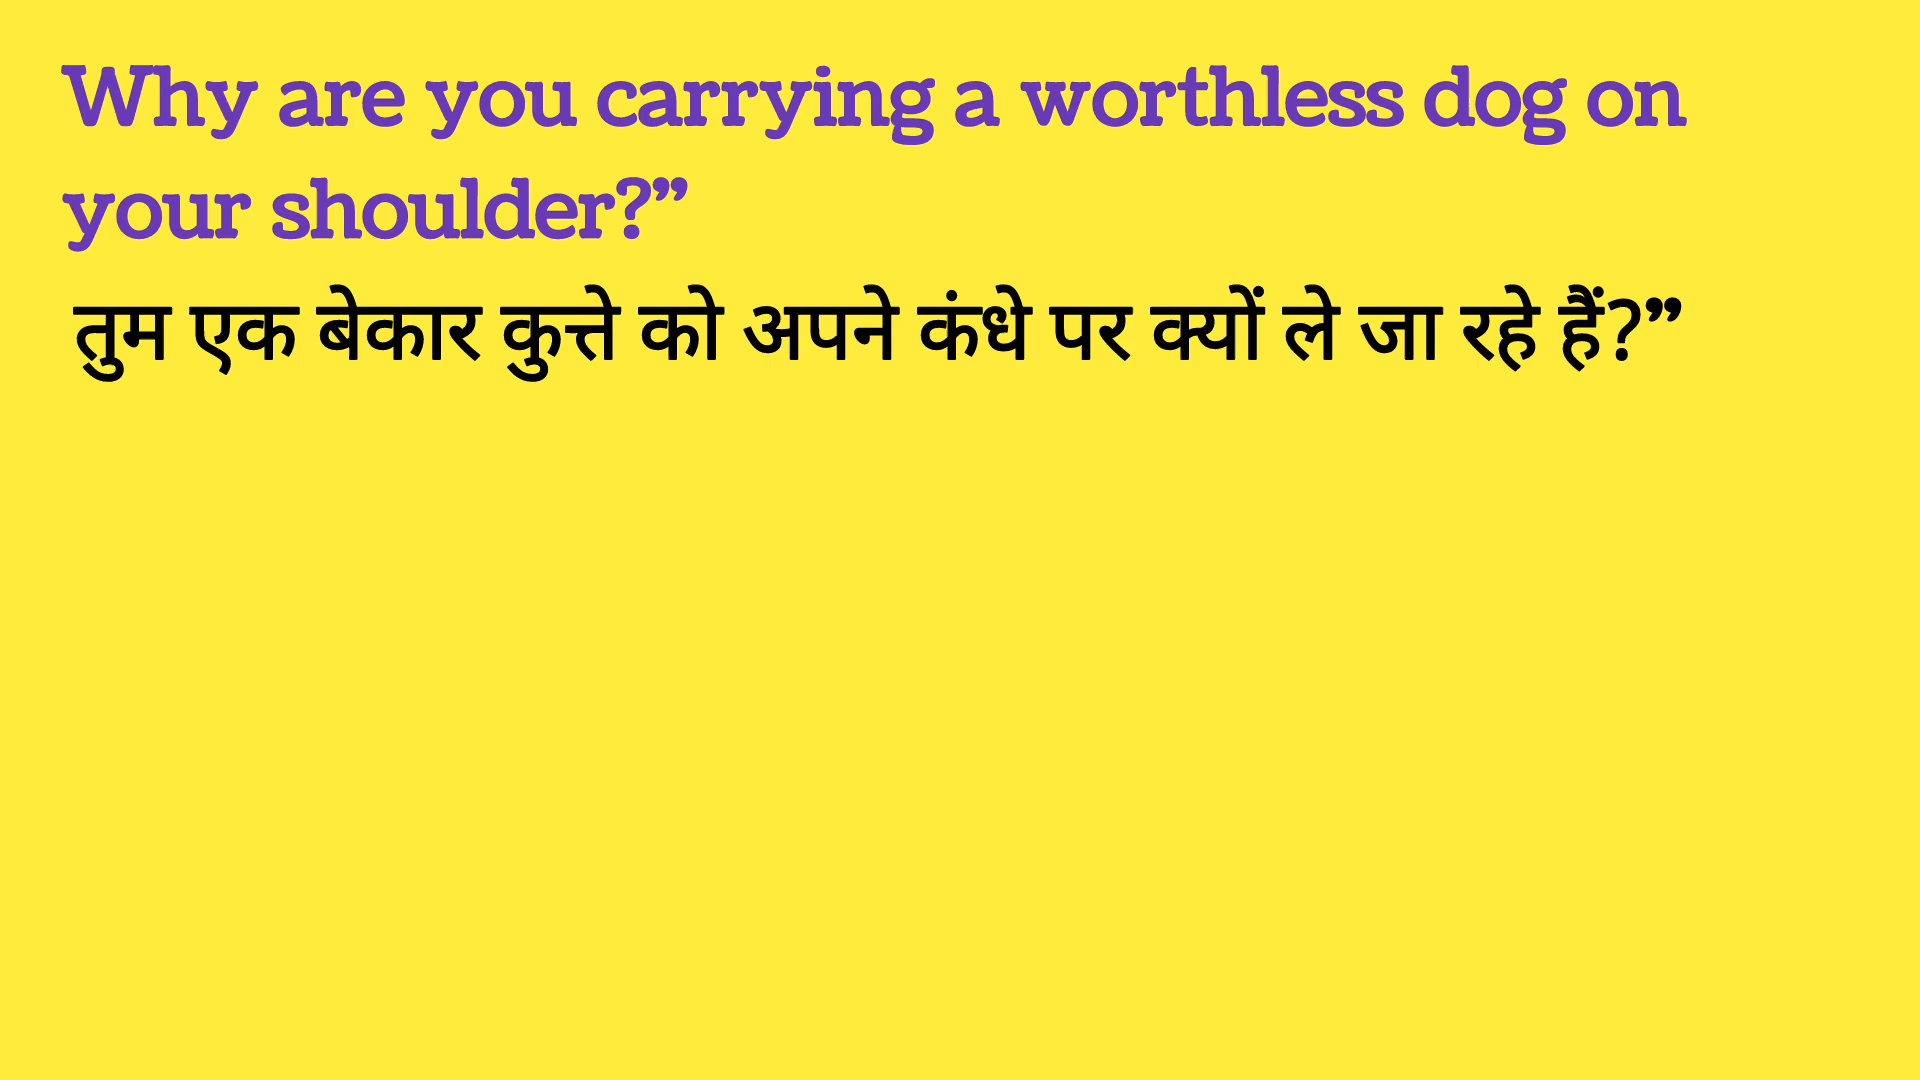 Why are you carrying a worthless dog on
your shoulder?”
तुम एक बेकार कुत्ते को अपने कंधे पर क्यों ले जा रहे हैं?”